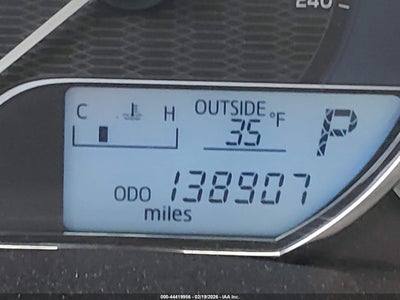 240
C H
OUTSIDE
35 °F
P
ODO 138907
miles
000-44419956 - 02/19/2026 - IAA Inc.